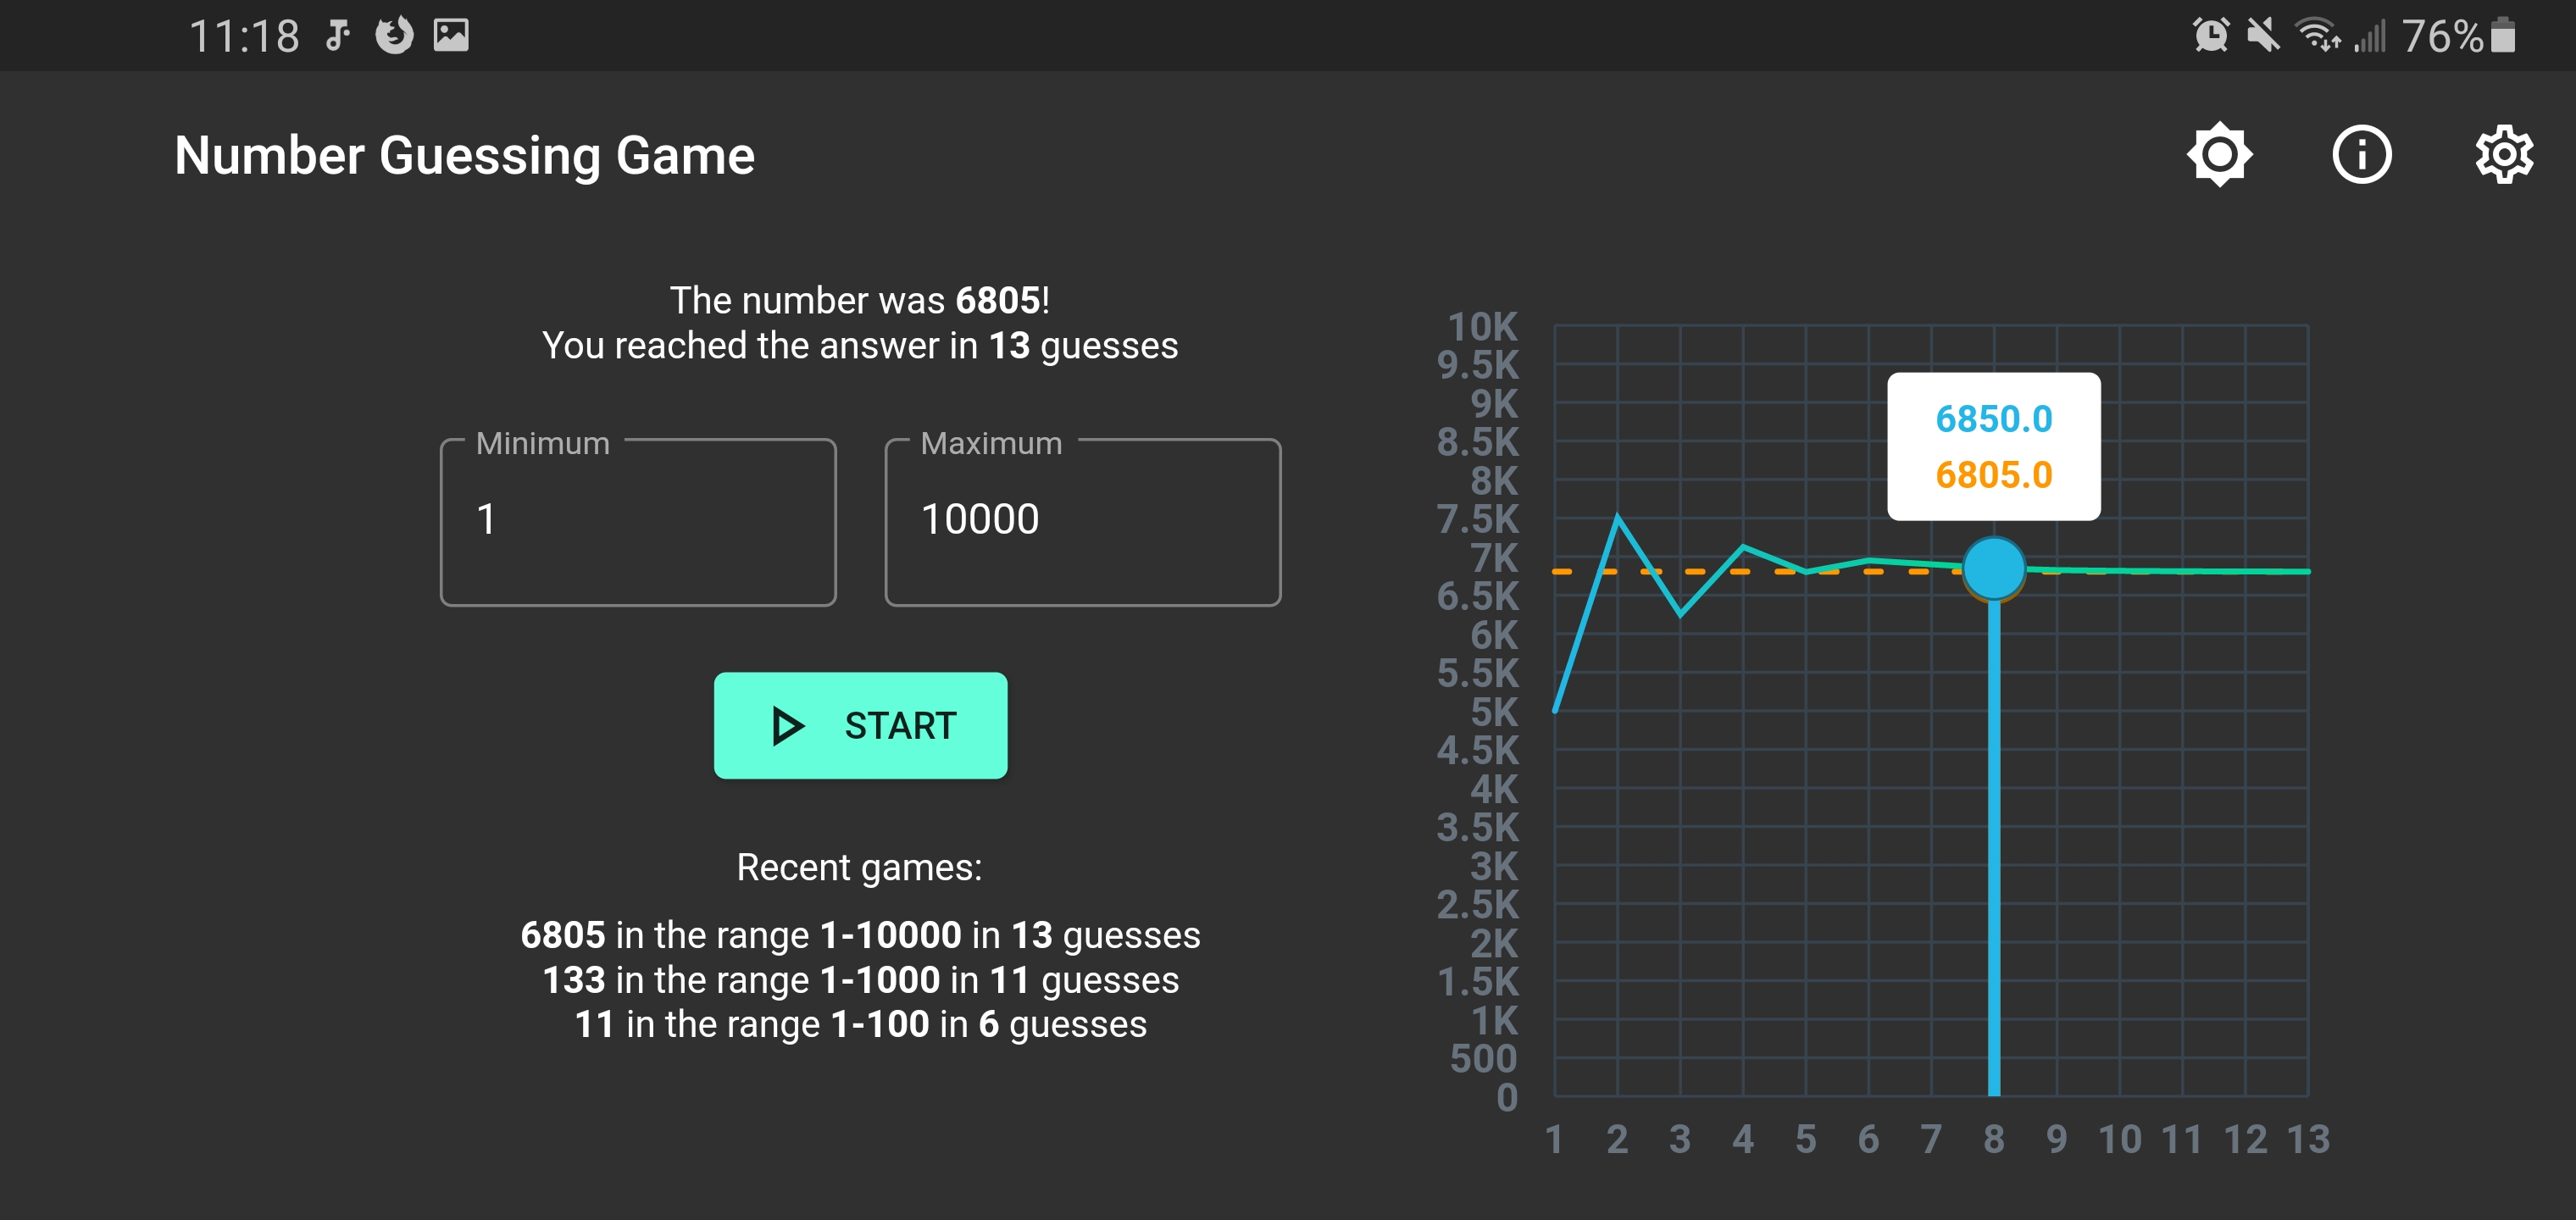 11:18
76%
Number Guessing Game
The number was 6805!
You reached the answer in 13 guesses
Minimum
Maximum
1
10000
START
Recent games:
6805 in the range 1-10000 in 13 guesses
133 in the range 1-1000 in 11 guesses
11 in the range 1-100 in 6 guesses
10K
9.5K
9K
8.5K
8K
7.5K
7K
6.5K
6K
5.5K
5K
4.5K
4K
3.5K
3K
2.5K
2K
1.5K
1K
500
0
6850.0
6805.0
1 2 3 4 5 6 7 8 9 10 11 12 13